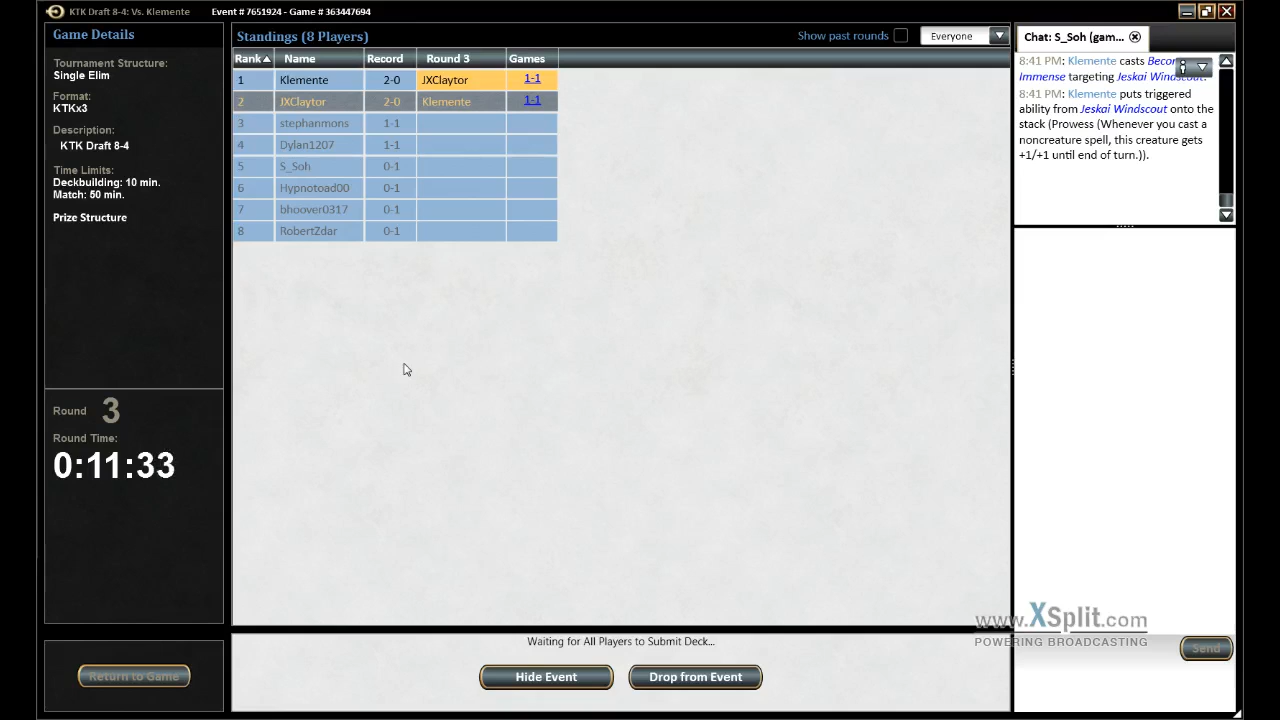 KTK Draft 8-4: Vs. Klemente Event # 7651924 - Game # 363447694
Game Details
Tournament Structure:
Single Elim
Format:
KTKx3
Description:
KTK Draft 8-4
Time Limits:
Deckbuilding: 10 min.
Match: 50 min.
Prize Structure
Round 3
Round Time:
0:11:33
Return to Game
Standings (8 Players) Show past rounds Everyone
Rank Name Record Round 3 Games
1 Klemente 2-0 JXClaytor 1-1
2 JXClaytor 2-0 Klemente 1-1
3 stephanmons 1-1
4 Dylan1207 1-1
5 S_Soh 0-1
6 Hypnotoad00 0-1
7 bhoover0317 0-1
8 RobertZdar 0-1
Waiting for All Players to Submit Deck...
Hide Event Drop from Event
Chat: S_Soh (gam...
8:41 PM: Klemente casts
Immense targeting Jeskai
8:41 PM: Klemente puts triggered
ability from Jeskai Windscout onto the
stack (Prowess (Whenever you cast a
noncreature spell, this creature gets
+1/+1 until end of turn.)).
www.XSplit.com
POWERING BROADCASTING
Send